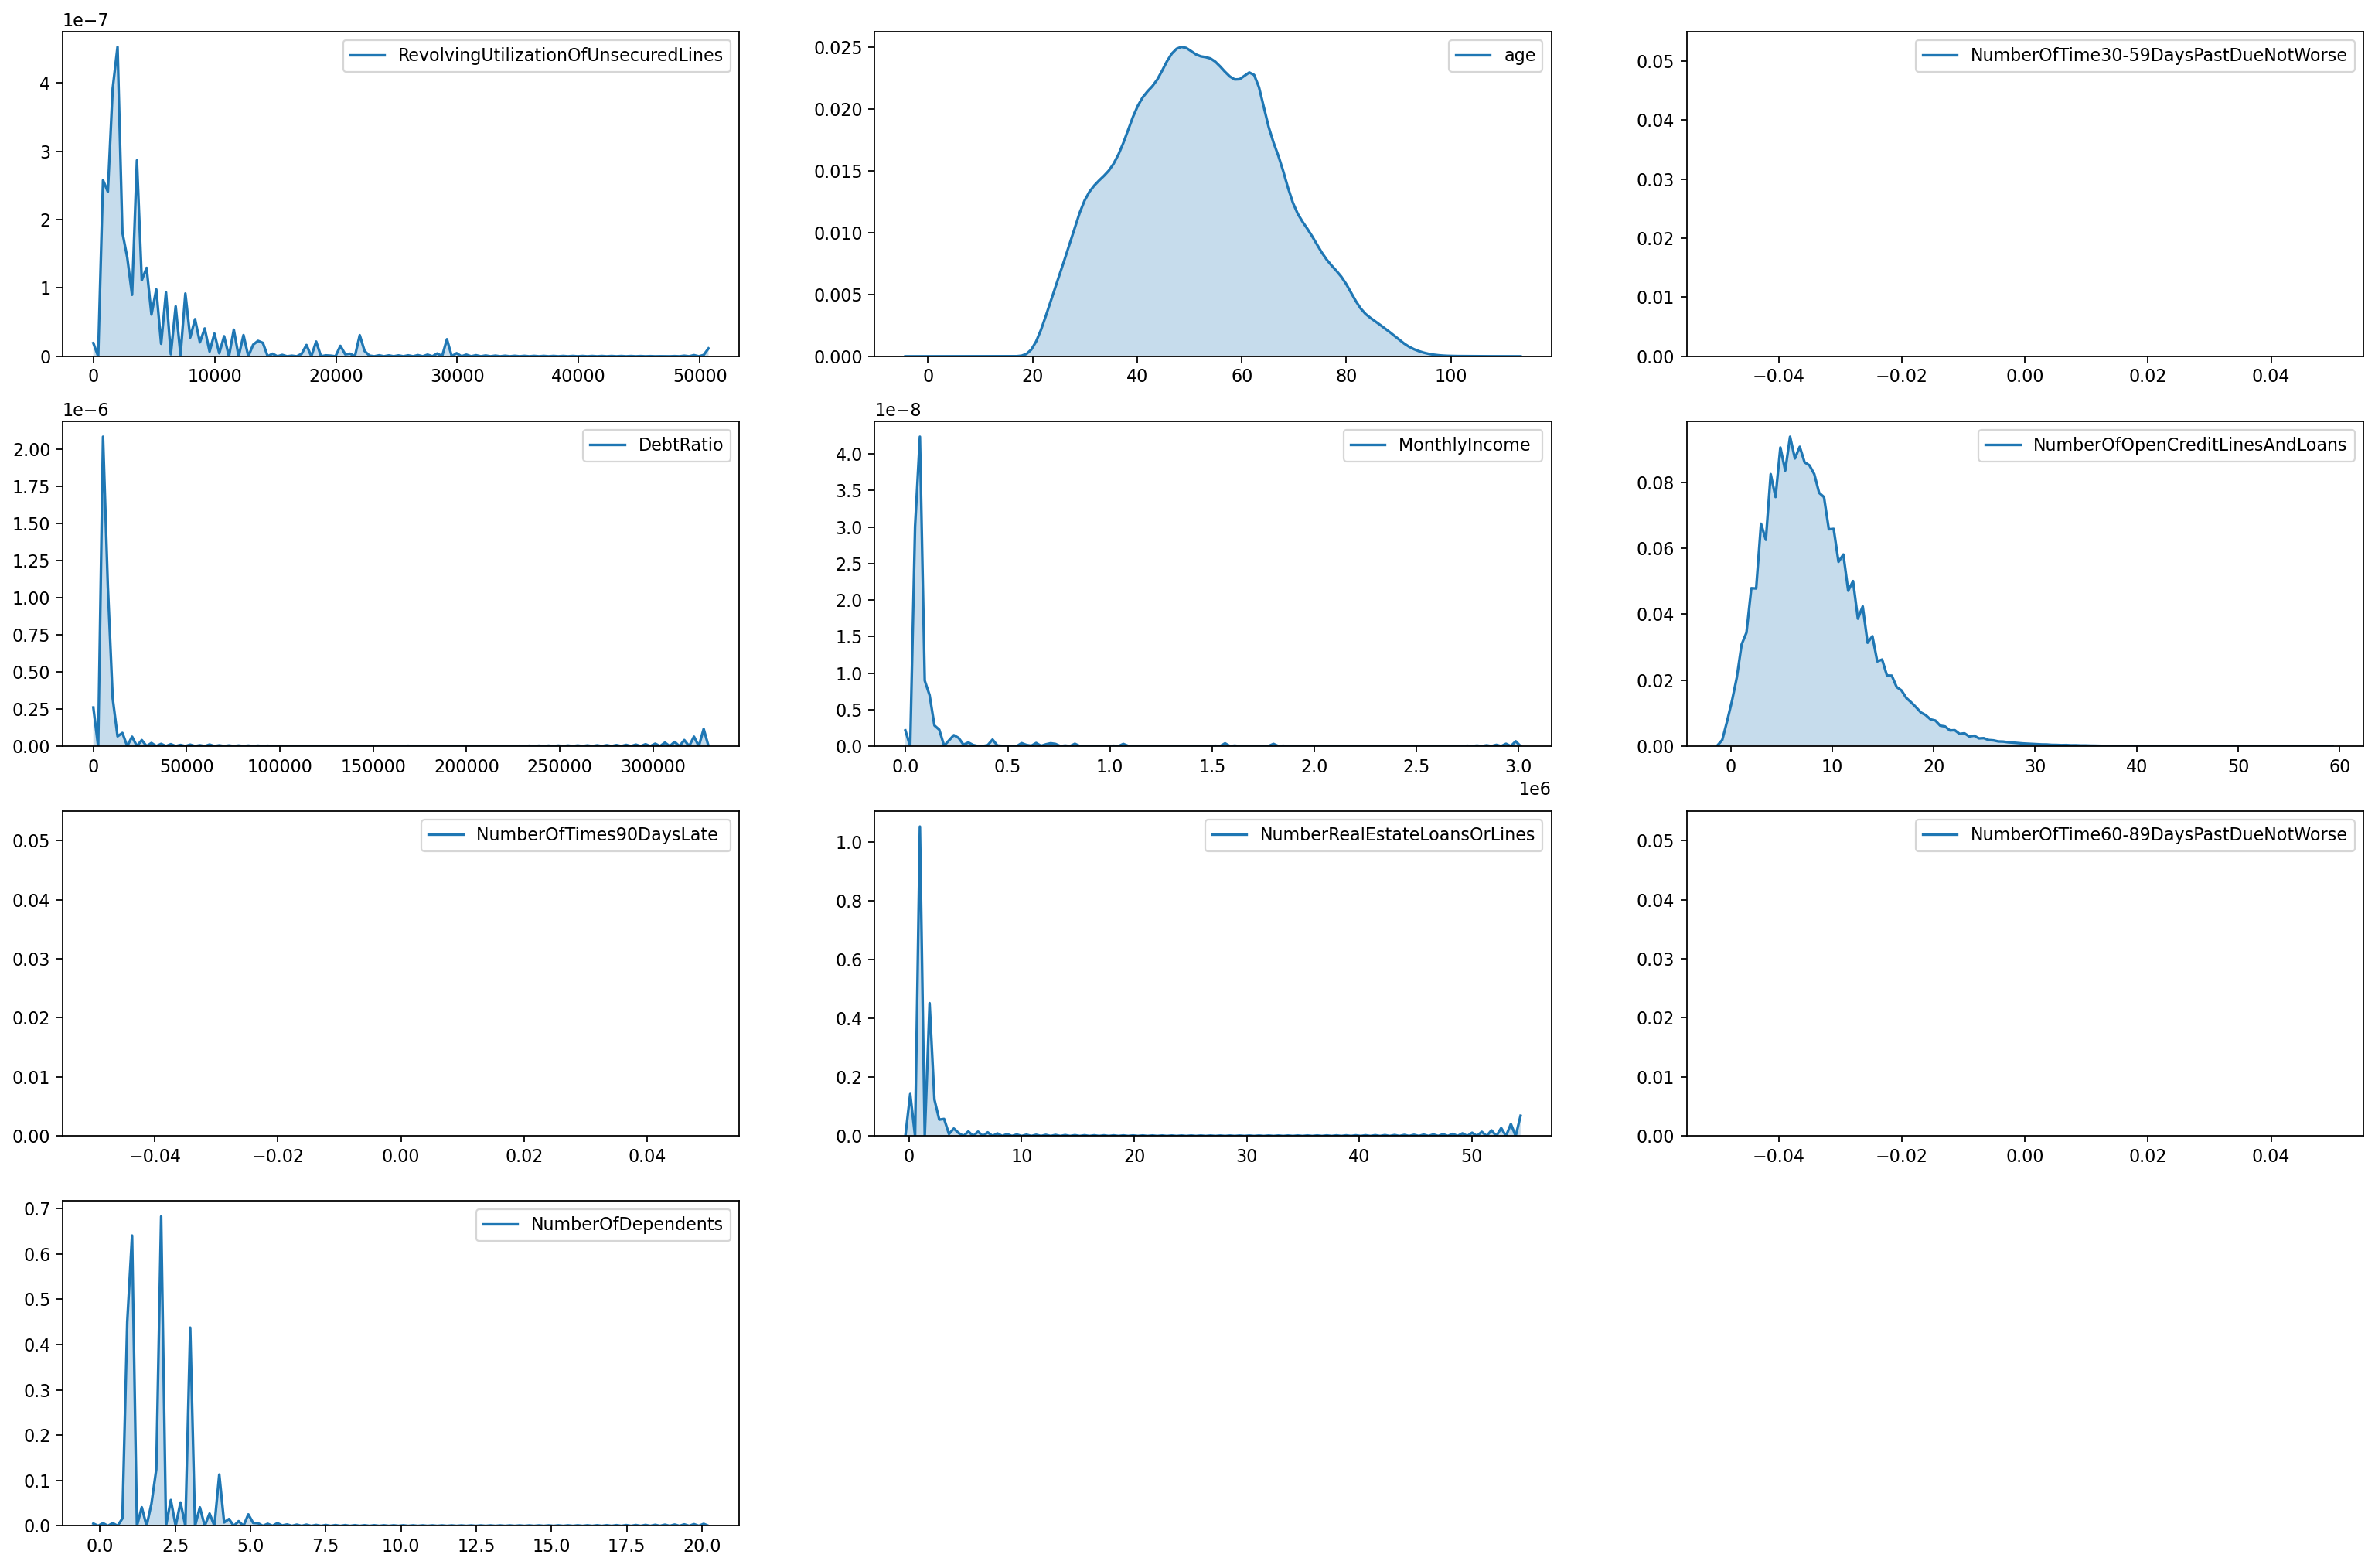 1e−7
RevolvingUtilizationOfUnsecuredLines
4
3
2
1
0
0 10000 20000 30000 40000 50000
age
0.025
0.020
0.015
0.010
0.005
0.000
0 20 40 60 80 100
NumberOfTime30-59DaysPastDueNotWorse
0.05
0.04
0.03
0.02
0.01
0.00
−0.04 −0.02 0.00 0.02 0.04
1e−6
DebtRatio
2.00
1.75
1.50
1.25
1.00
0.75
0.50
0.25
0.00
0 50000 100000 150000 200000 250000 300000
1e−8
MonthlyIncome
4.0
3.5
3.0
2.5
2.0
1.5
1.0
0.5
0.0
0.0 0.5 1.0 1.5 2.0 2.5 3.0
1e6
NumberOfOpenCreditLinesAndLoans
0.08
0.06
0.04
0.02
0.00
0 10 20 30 40 50 60
NumberOfTimes90DaysLate
0.05
0.04
0.03
0.02
0.01
0.00
−0.04 −0.02 0.00 0.02 0.04
NumberRealEstateLoansOrLines
1.0
0.8
0.6
0.4
0.2
0.0
0 10 20 30 40 50
NumberOfTime60-89DaysPastDueNotWorse
0.05
0.04
0.03
0.02
0.01
0.00
−0.04 −0.02 0.00 0.02 0.04
NumberOfDependents
0.7
0.6
0.5
0.4
0.3
0.2
0.1
0.0
0.0 2.5 5.0 7.5 10.0 12.5 15.0 17.5 20.0